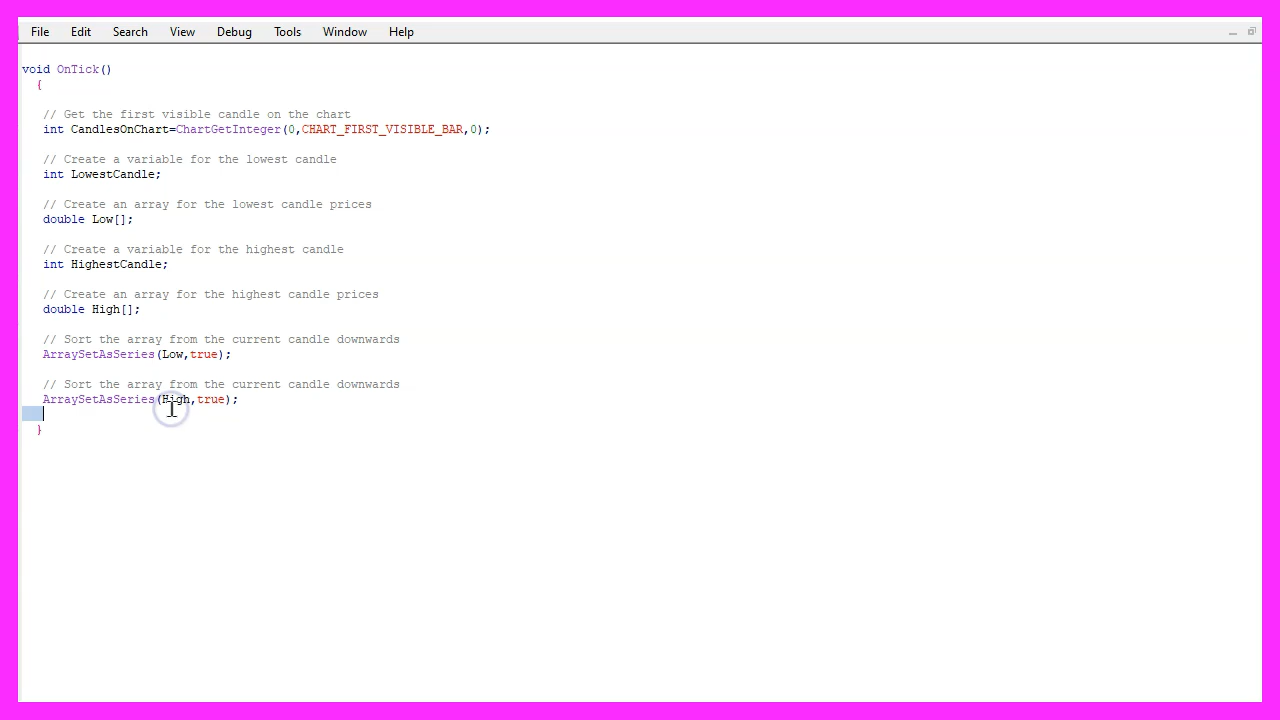 File Edit Search View Debug Tools Window Help
void OnTick()
{
// Get the first visible candle on the chart
int CandlesOnChart=ChartGetInteger(0,CHART_FIRST_VISIBLE_BAR,0);
// Create a variable for the lowest candle
int LowestCandle;
// Create an array for the lowest candle prices
double Low[];
// Create a variable for the highest candle
int HighestCandle;
// Create an array for the highest candle prices
double High[];
// Sort the array from the current candle downwards
ArraySetAsSeries(Low,true);
// Sort the array from the current candle downwards
ArraySetAsSeries(High,true);
}